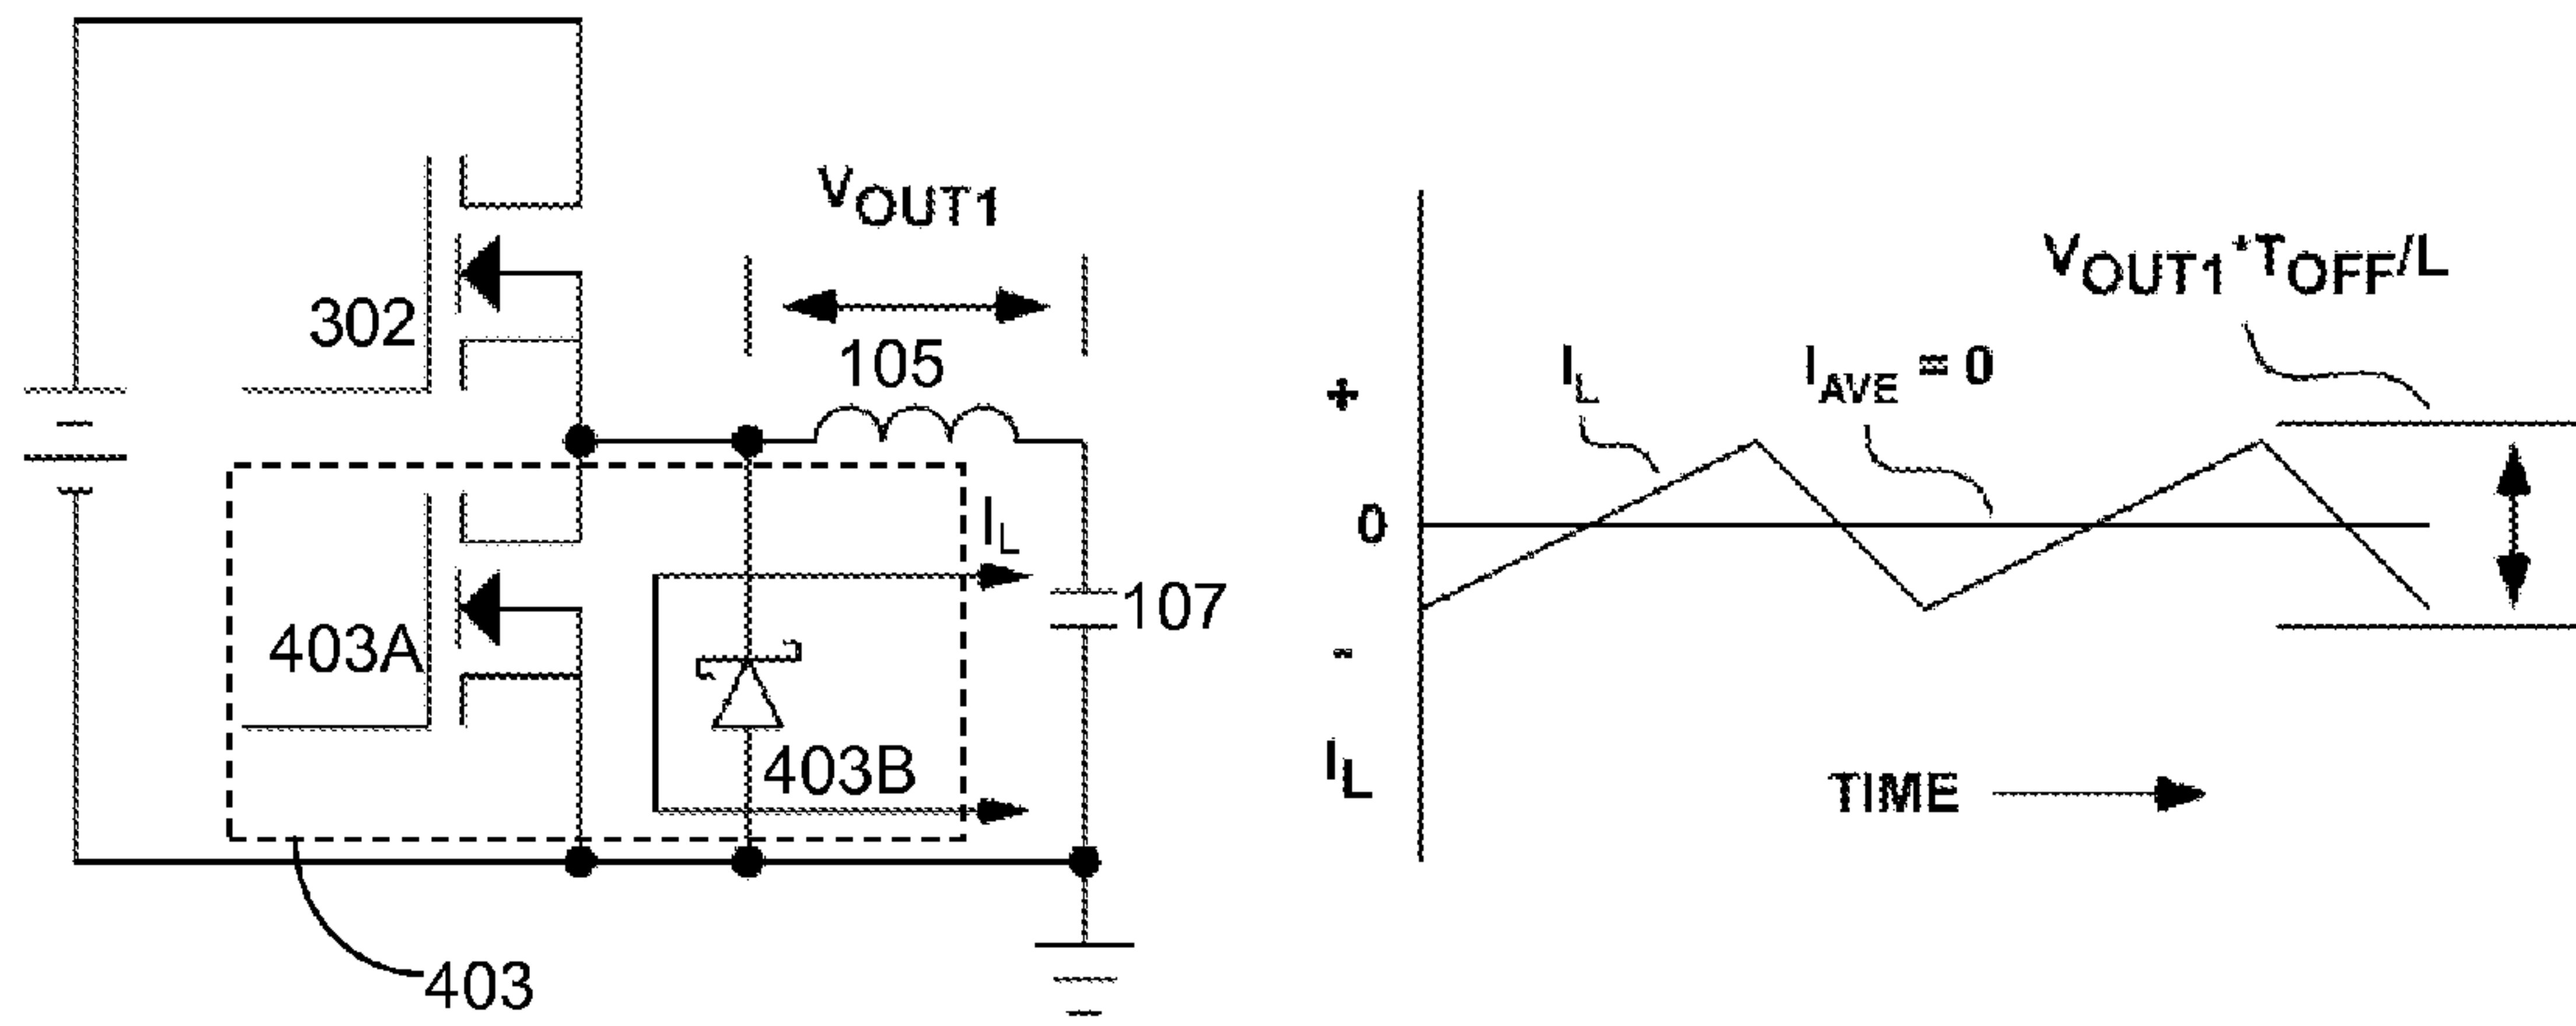 VOUT1
302
105
IL
403A
107
403B
403
VOUT1*TOFF/L
IL
IAVE = 0
+
0
-
IL
TIME